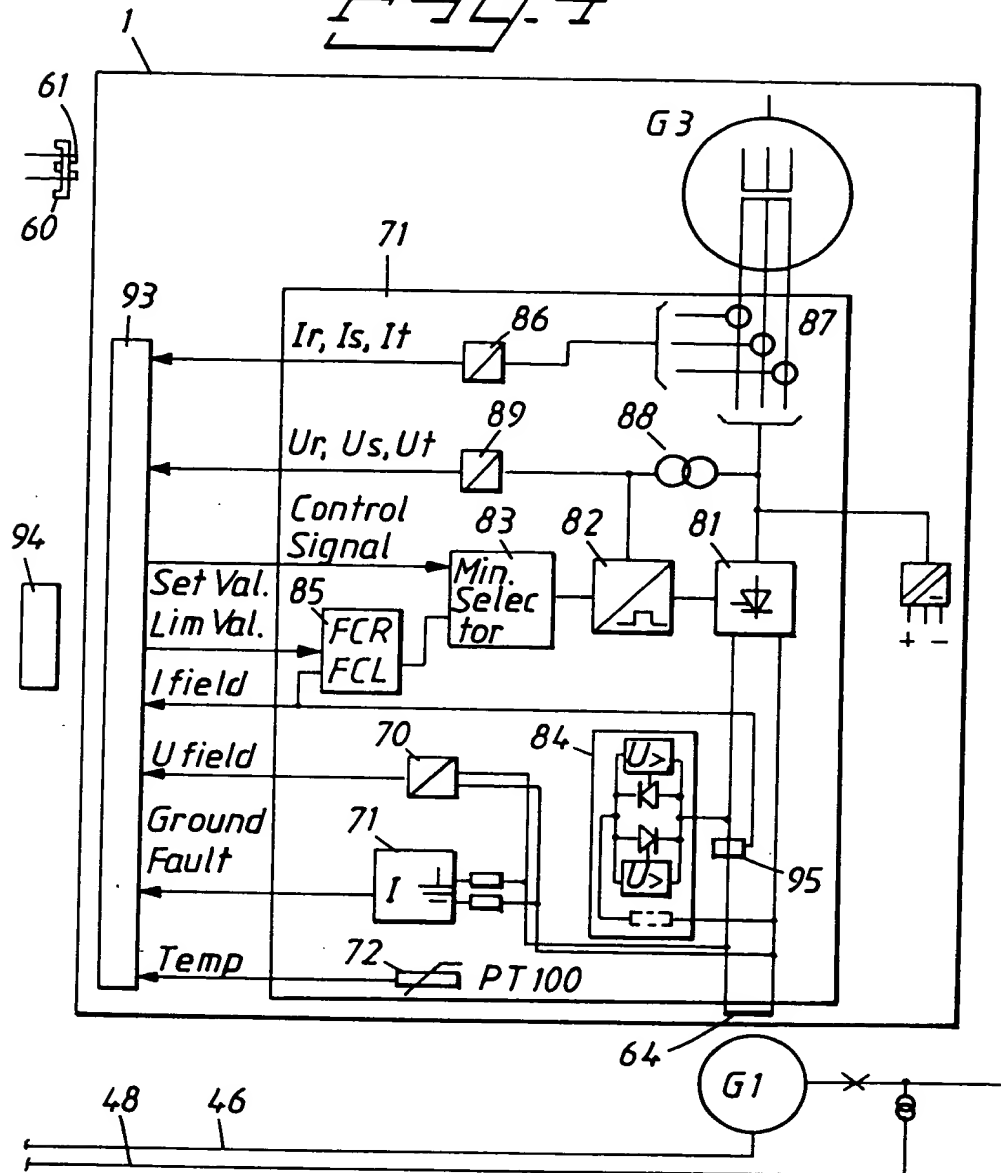 1
61
G3
60
71
93
Ir, Is, It
86
87
Ur, Us, Ut
89
88
Control
Signal
83
82
81
94
Set Val.
Lim Val.
85
FCR
FCL
Min.
Selec
tor
+ −
I field
U field
70
84
U>
Ground
Fault
71
I
U>
95
Temp
72
PT100
64
G1
48
46